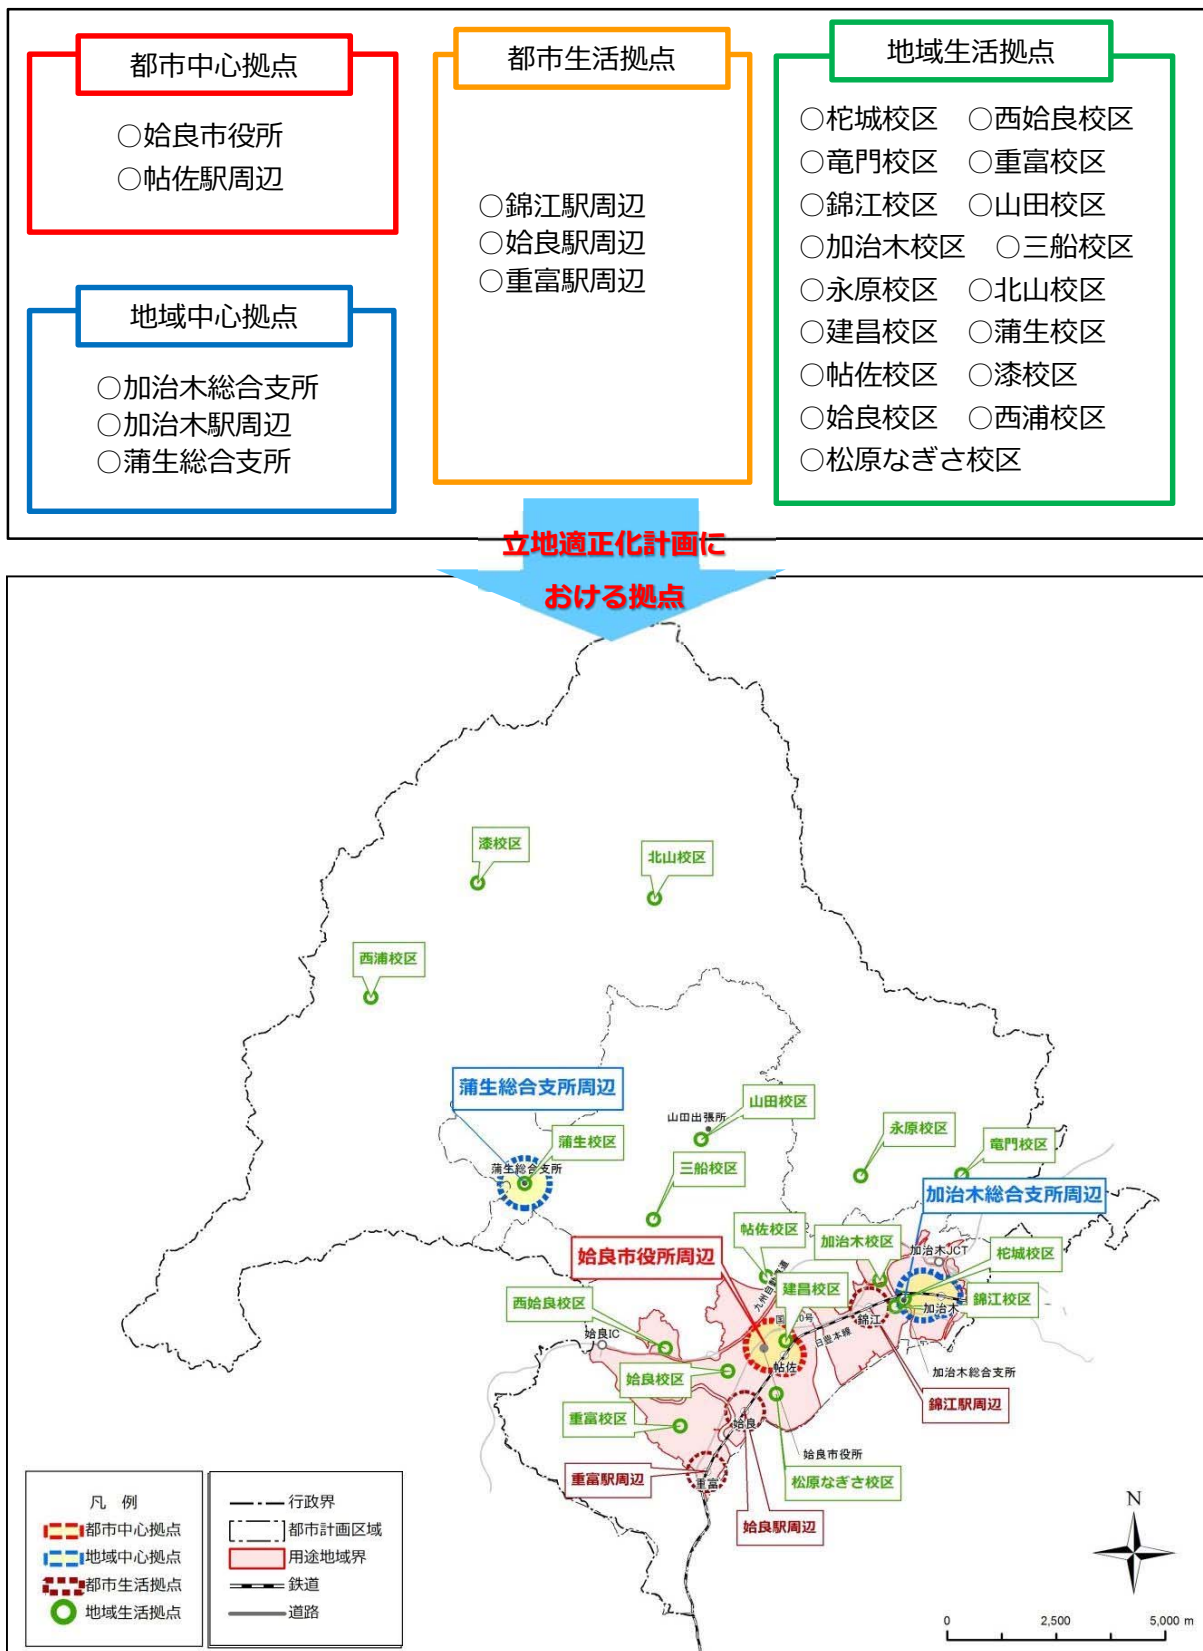 都市中心拠点
○姶良市役所
○帖佐駅周辺
地域中心拠点
○加治木総合支所
○加治木駅周辺
○蒲生総合支所
都市生活拠点
○錦江駅周辺
○姶良駅周辺
○重富駅周辺
地域生活拠点
○柁城校区 ○西姶良校区
○竜門校区 ○重富校区
○錦江校区 ○山田校区
○加治木校区 ○三船校区
○永原校区 ○北山校区
○建昌校区 ○蒲生校区
○帖佐校区 ○漆校区
○姶良校区 ○西浦校区
○松原なぎさ校区
立地適正化計画に
おける拠点
漆校区
北山校区
西浦校区
蒲生総合支所周辺
山田校区
山田出張所
蒲生校区
蒲生総合支所
永原校区
竜門校区
三船校区
加治木総合支所周辺
帖佐校区
加治木校区
加治木JCT
柁城校区
姶良市役所周辺
九州自動車道
建昌校区
錦江校区
西姶良校区
加治木
錦江
姶良IC
日豊本線
帖佐
加治木総合支所
姶良校区
錦江駅周辺
重富校区
姶良
姶良市役所
重富駅周辺
重富
松原なぎさ校区
姶良駅周辺
凡 例
都市中心拠点
地域中心拠点
都市生活拠点
地域生活拠点
行政界
都市計画区域
用途地域界
鉄道
道路
N
0 2,500 5,000 m